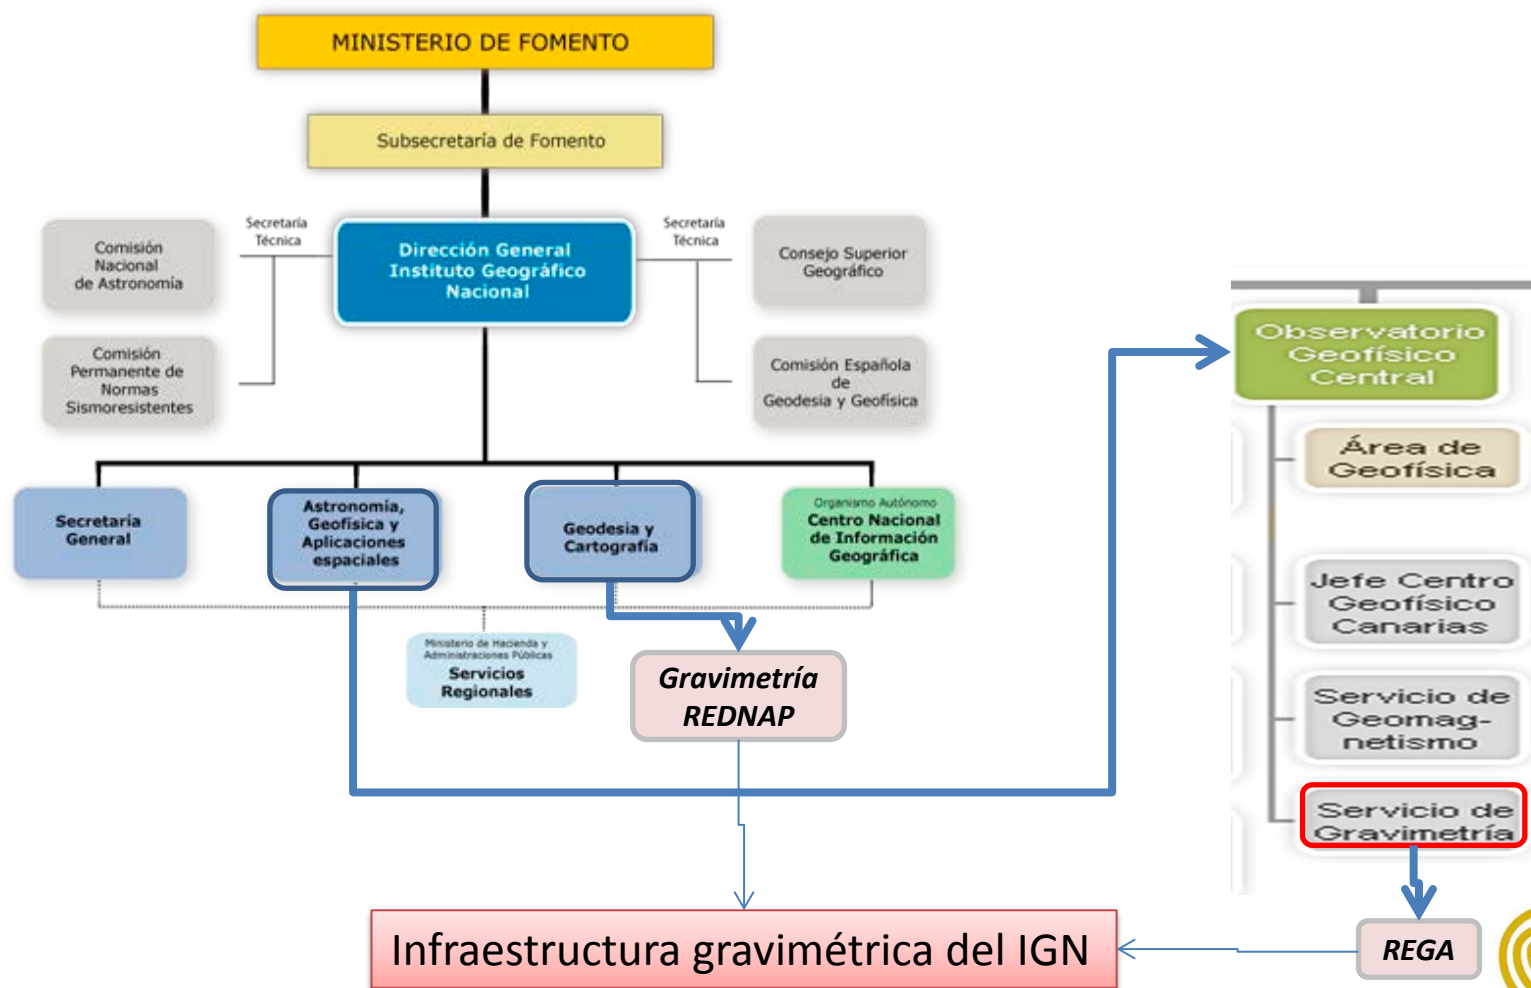 MINISTERIO DE FOMENTO
Subsecretaría de Fomento
Comisión
Nacional
de Astronomía
Secretaría
Técnica
Dirección General
Instituto Geográfico
Nacional
Secretaría
Técnica
Consejo Superior
Geográfico
Comisión
Permanente de
Normas
Sismoresistentes
Comisión Española
de
Geodesia y Geofísica
Secretaría
General
Astronomía,
Geofísica y
Aplicaciones
espaciales
Geodesia y
Cartografía
Organismo Autónomo
Centro Nacional
de Información
Geográfica
Ministerio de Hacienda y
Administraciones Públicas
Servicios
Regionales
Gravimetría
REDNAP
Observatorio
Geofísico
Central
Área de
Geofísica
Jefe Centro
Geofísico
Canarias
Servicio de
Geomag-
netismo
Servicio de
Gravimetría
Infraestructura gravimétrica del IGN
REGA